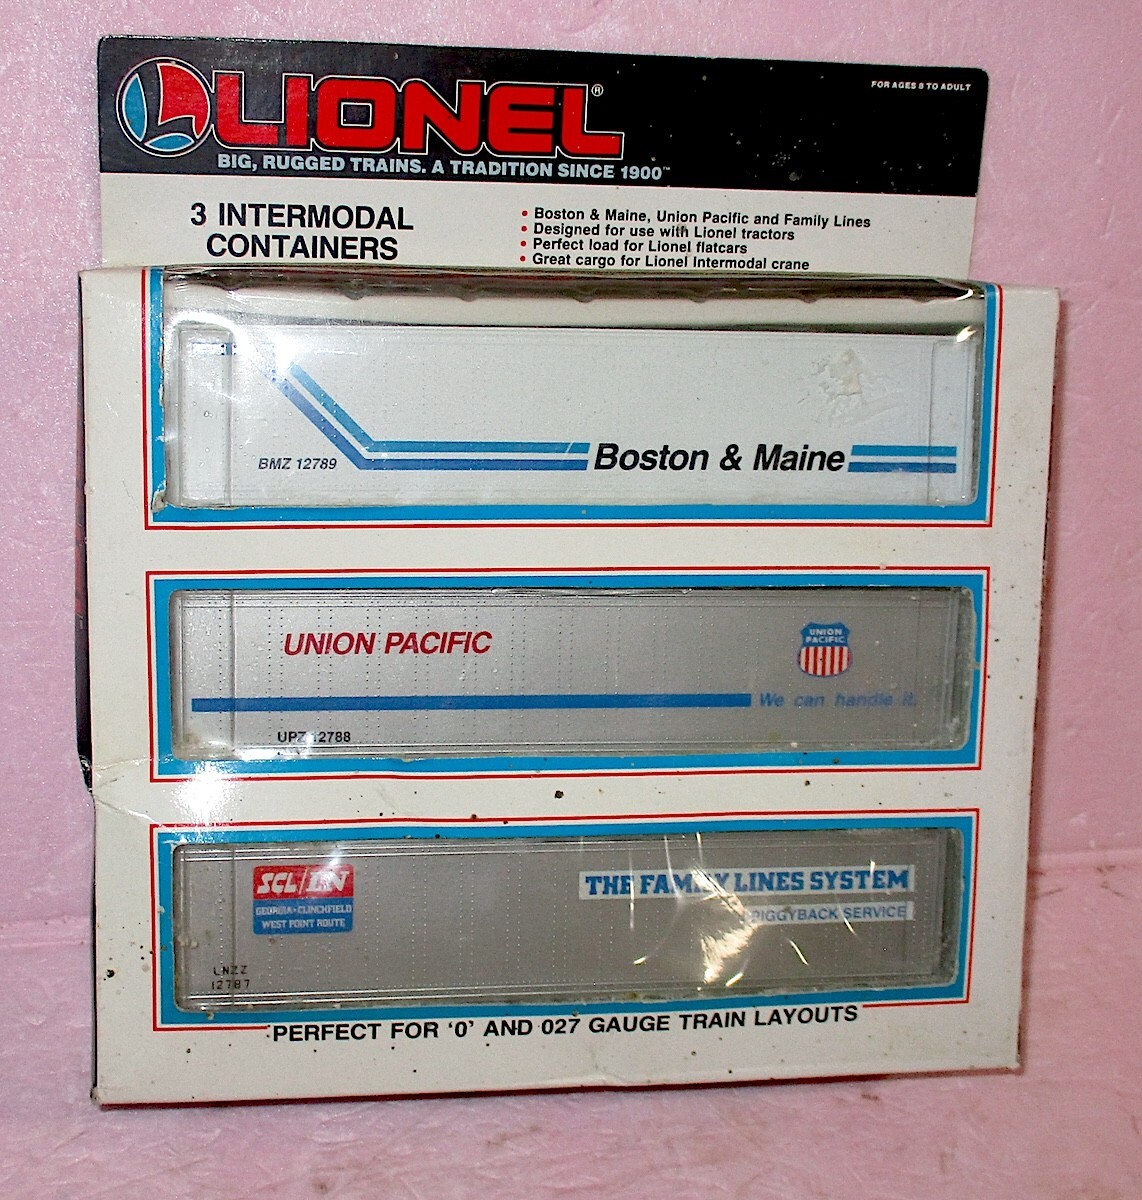 LIONEL®
BIG, RUGGED TRAINS. A TRADITION SINCE 1900™
FOR AGES 8 TO ADULT
3 INTERMODAL
CONTAINERS
• Boston & Maine, Union Pacific and Family Lines
• Designed for use with Lionel tractors
• Perfect load for Lionel flatcars
• Great cargo for Lionel Intermodal crane
BMZ 12789
Boston & Maine
UNION PACIFIC
UNION
PACIFIC
We can handle it.
UPZ 12788
SCL/L&N
GEORGIA • CLINCHFIELD
WEST POINT ROUTE
THE FAMILY LINES SYSTEM
PIGGYBACK SERVICE
LNZZ
12787
PERFECT FOR ‘0’ AND 027 GAUGE TRAIN LAYOUTS